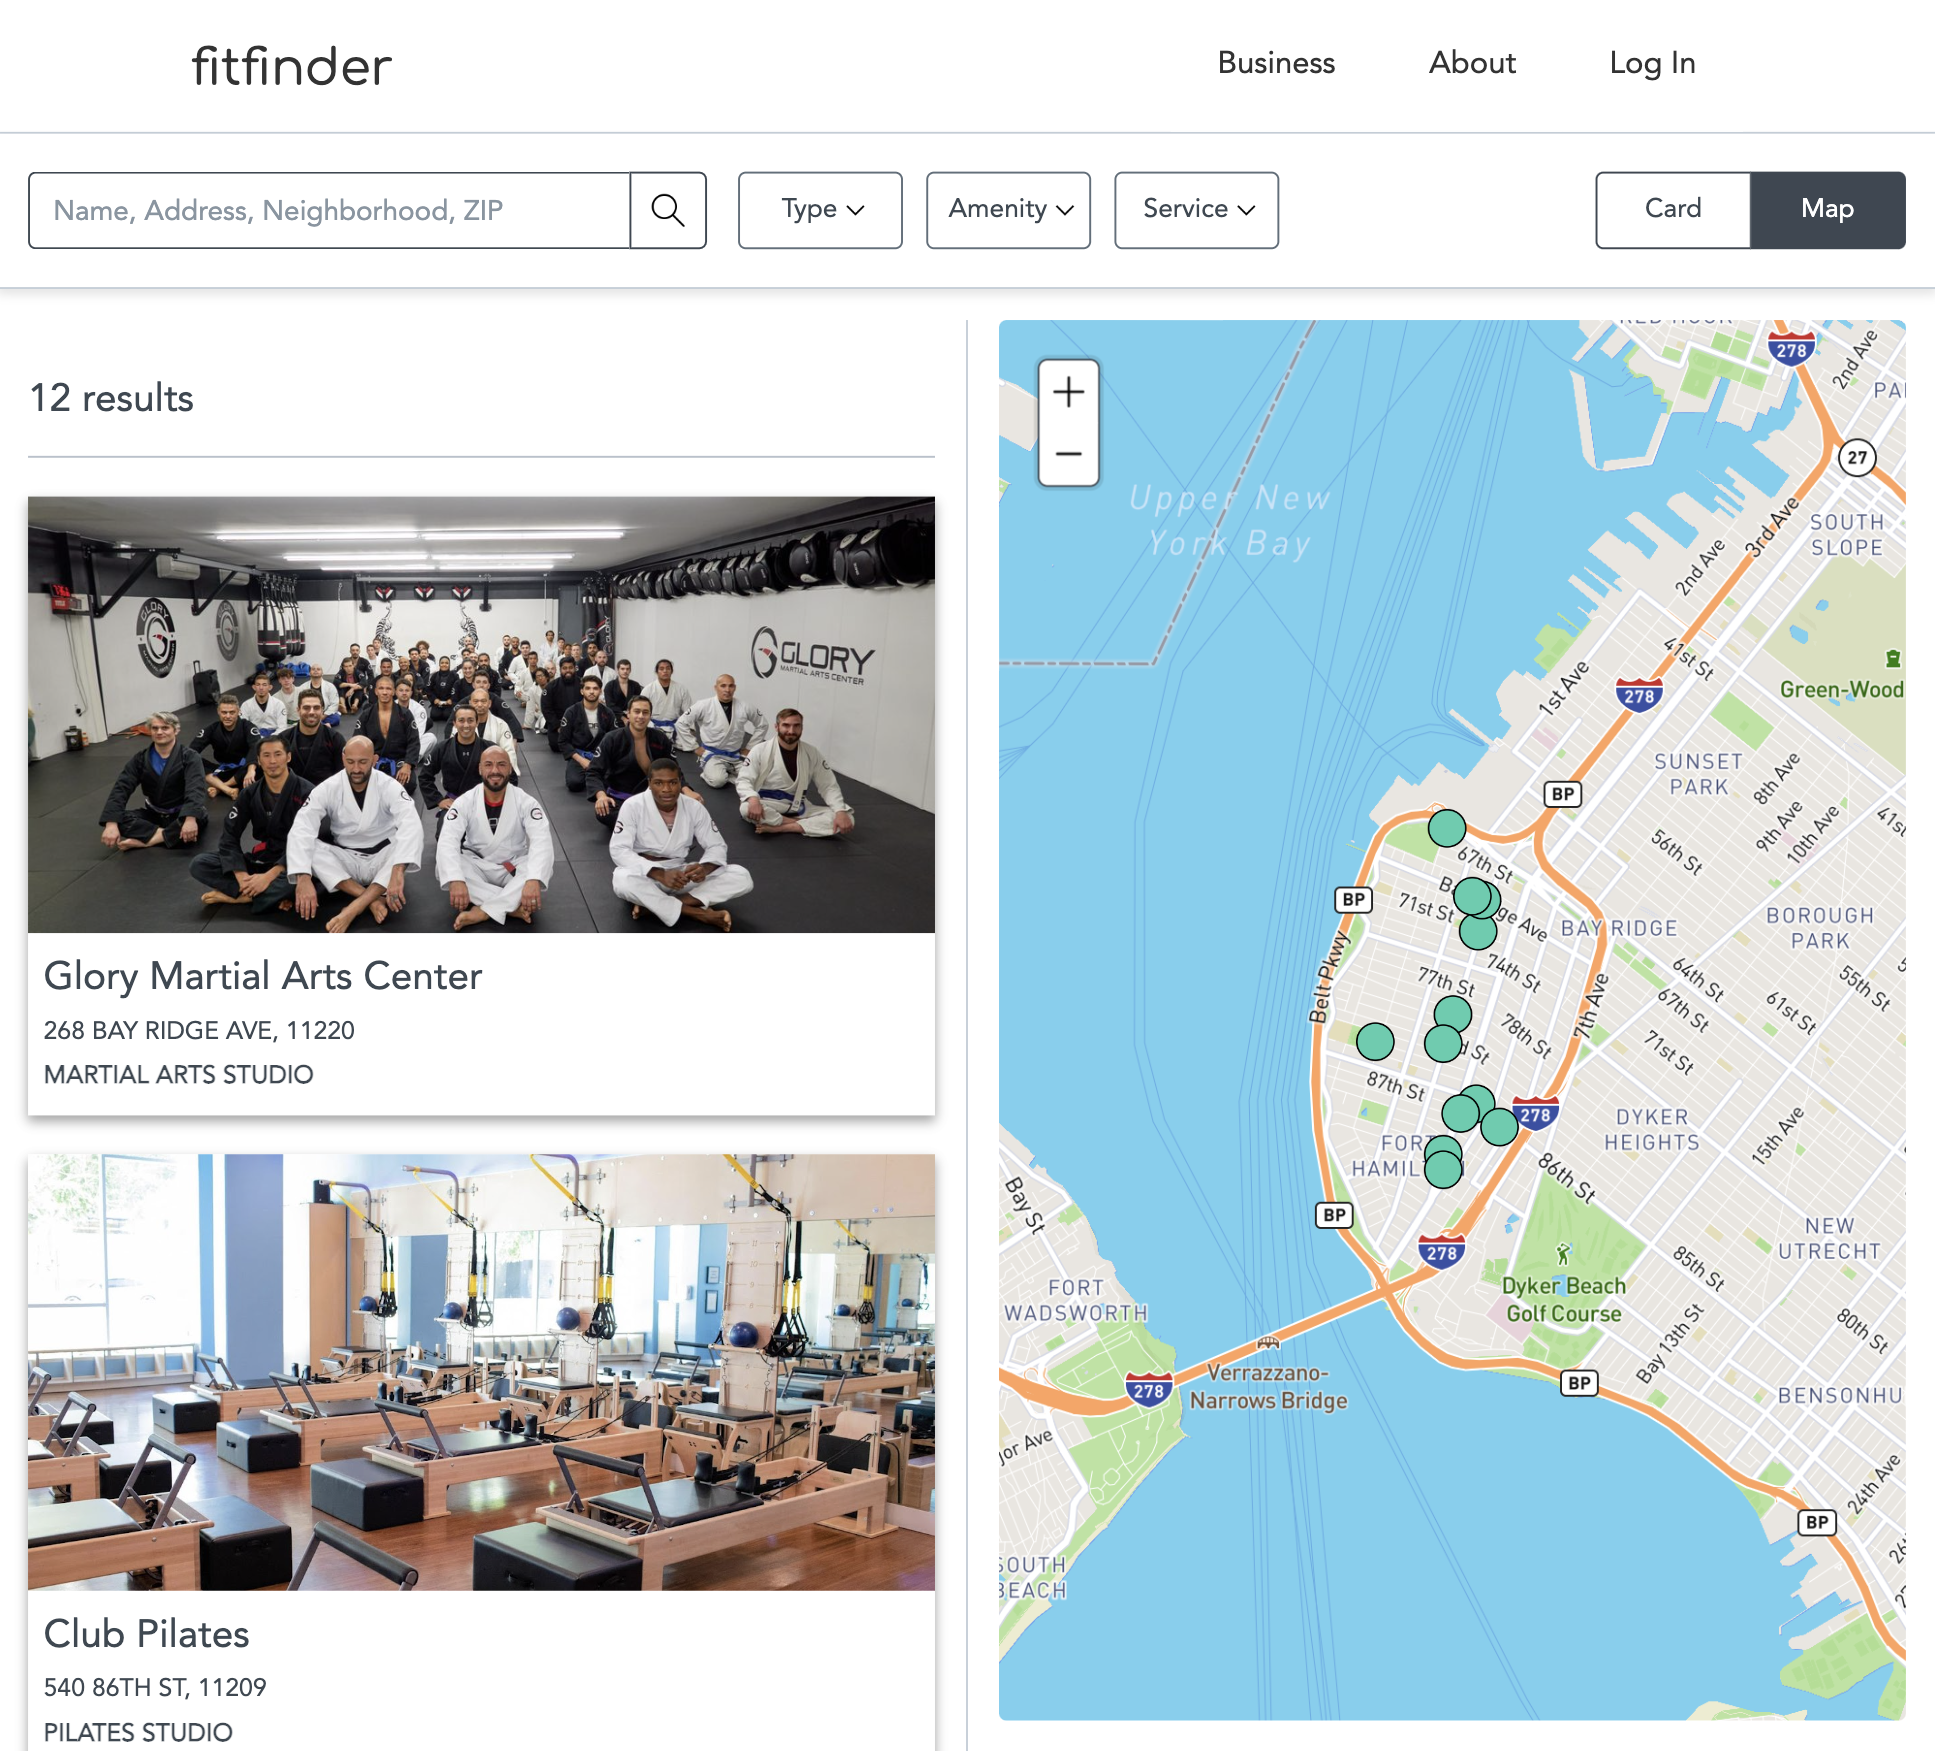 fitfinder
Business
About
Log In
Name, Address, Neighborhood, ZIP
Type
Amenity
Service
Card
Map
12 results
GLORY
MARTIAL ARTS CENTER
GLORY
Glory Martial Arts Center
268 BAY RIDGE AVE, 11220
MARTIAL ARTS STUDIO
Club Pilates
540 86TH ST, 11209
PILATES STUDIO
+
−
RED HOOK
278
2nd Ave
27
Upper New
York Bay
SOUTH
SLOPE
3rd Ave
2nd Ave
41st St
1st Ave
278
Green-Wood
SUNSET
PARK
8th Ave
9th Ave
10th Ave
BP
56th St
67th St
BP
71st St
BAY RIDGE
BOROUGH
PARK
Belt Pkwy
77th St
74th St
78th St
7th Ave
64th St
67th St
55th St
61st St
71st St
87th St
278
DYKER
HEIGHTS
15th Ave
86th St
Bay St
BP
278
NEW
UTRECHT
FORT
WADSWORTH
Dyker Beach
Golf Course
85th St
80th St
Bay 13th St
Verrazzano-
Narrows Bridge
278
BP
BENSONHU
24th Ave
BP
SOUTH
BEACH